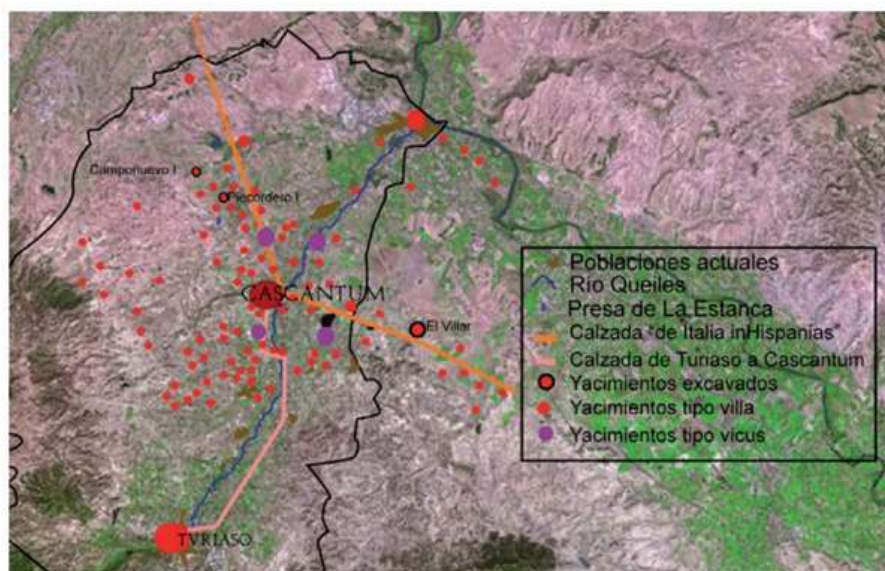 Camponuevo I
Piecordero I
CASCANTUM
El Villar
TVRIASO
Poblaciones actuales
Río Queiles
Presa de La Estanca
Calzada "de Italia inHispanias"
Calzada de Turiaso a Cascantum
Yacimientos excavados
Yacimientos tipo villa
Yacimientos tipo vicus